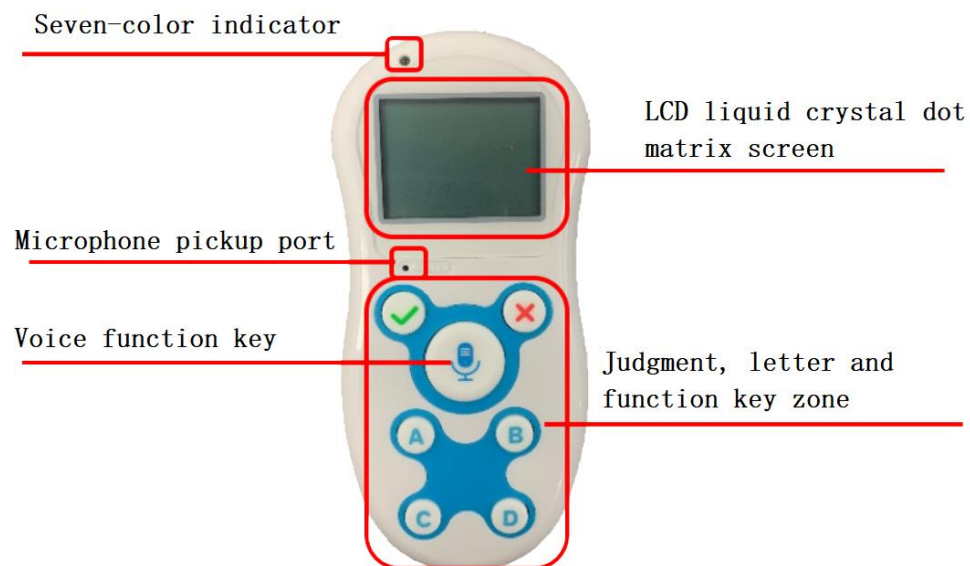 Seven-color indicator
LCD liquid crystal dot
matrix screen
Microphone pickup port
Voice function key
Judgment, letter and
function key zone
A
B
C
D